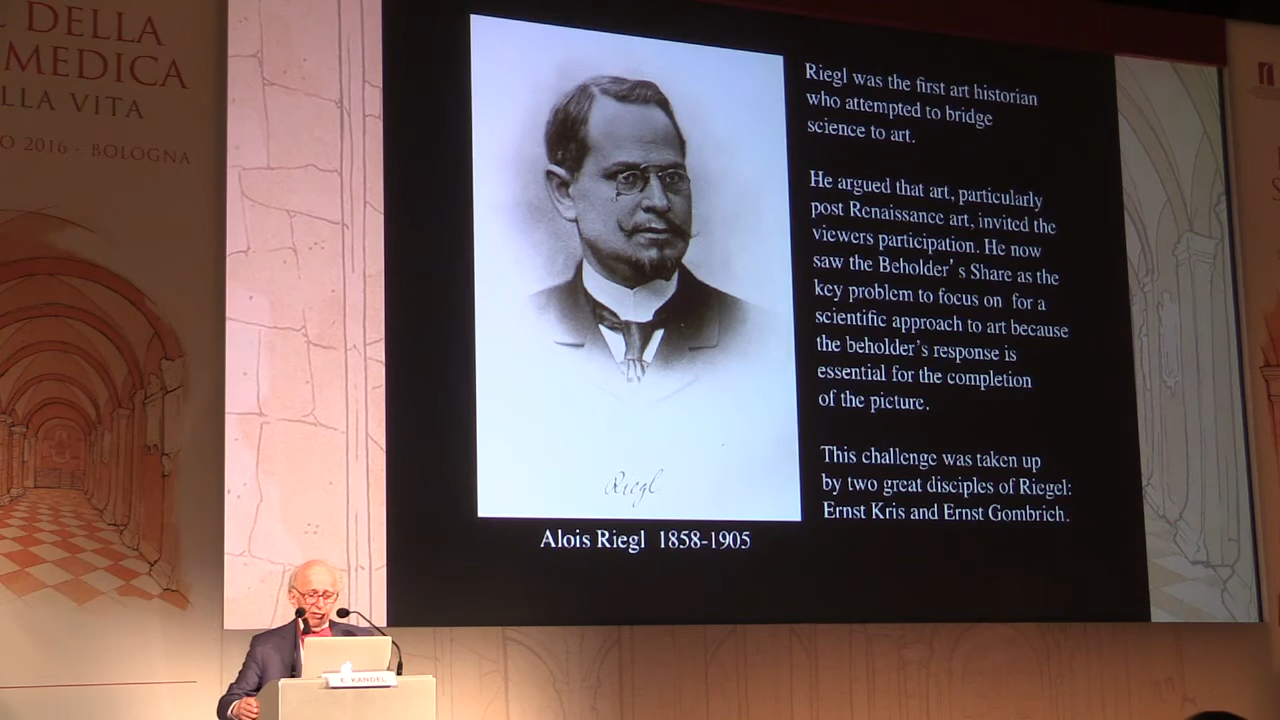 DELLA
MEDICA
LLA VITA
O 2016 - BOLOGNA
Riegl was the first art historian
who attempted to bridge
science to art.
He argued that art, particularly
post Renaissance art, invited the
viewers participation. He now
saw the Beholder's Share as the
key problem to focus on for a
scientific approach to art because
the beholder's response is
essential for the completion
of the picture.
This challenge was taken up
by two great disciples of Riegel:
Ernst Kris and Ernst Gombrich.
Riegl
Alois Riegl 1858-1905
E. KANDEL